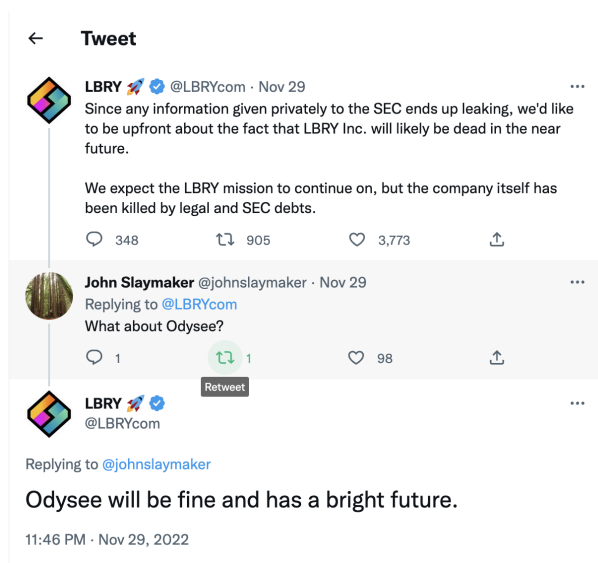 Tweet
LBRY 🚀 @LBRYcom · Nov 29
Since any information given privately to the SEC ends up leaking, we'd like
to be upfront about the fact that LBRY Inc. will likely be dead in the near
future.
We expect the LBRY mission to continue on, but the company itself has
been killed by legal and SEC debts.
348 905 3,773
John Slaymaker @johnslaymaker · Nov 29
Replying to @LBRYcom
What about Odysee?
1 1 98
Retweet
LBRY 🚀
@LBRYcom
Replying to @johnslaymaker
Odysee will be fine and has a bright future.
11:46 PM · Nov 29, 2022